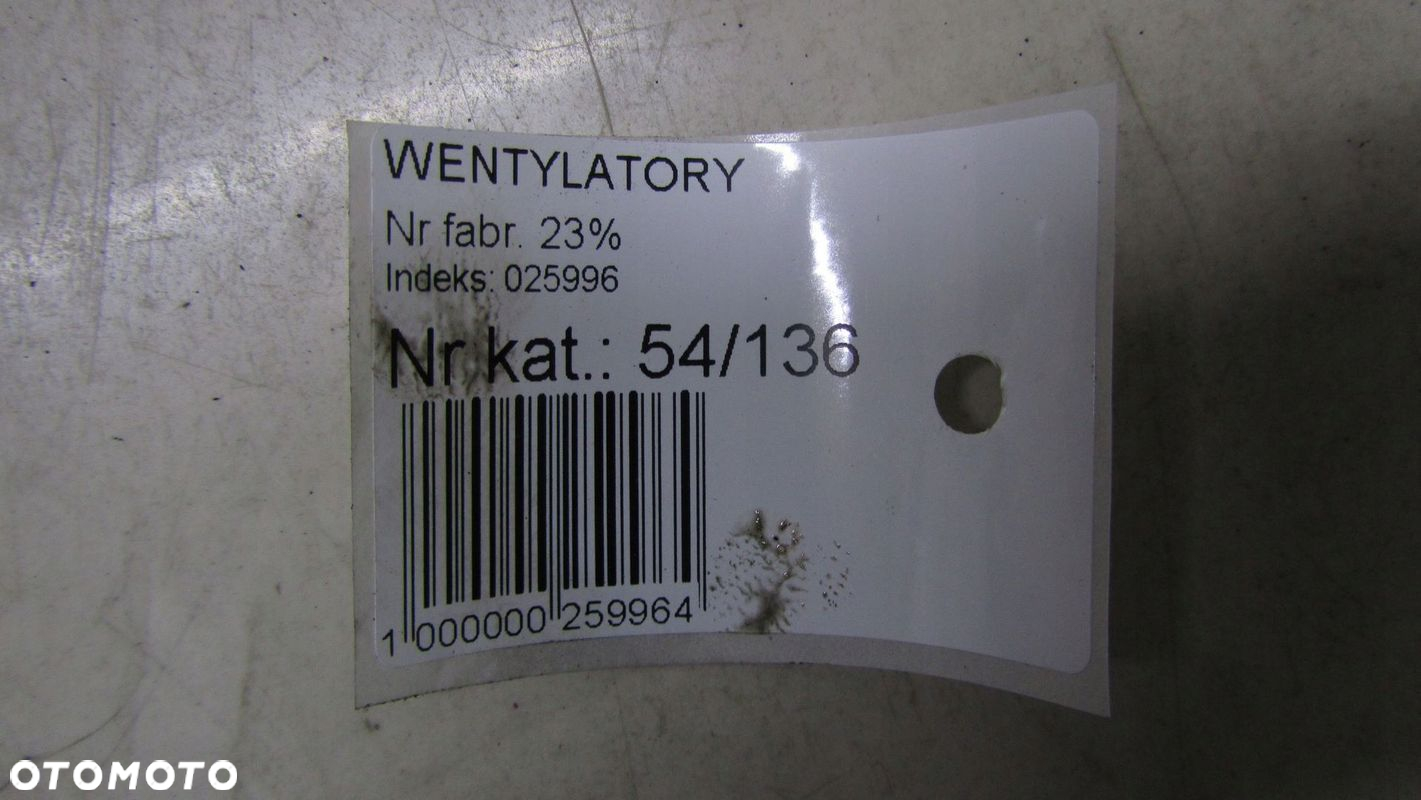 WENTYLATORY
Nr fabr. 23%
Indeks: 025996
Nr kat.: 54/136
1 000000 259964
OTOMOTO